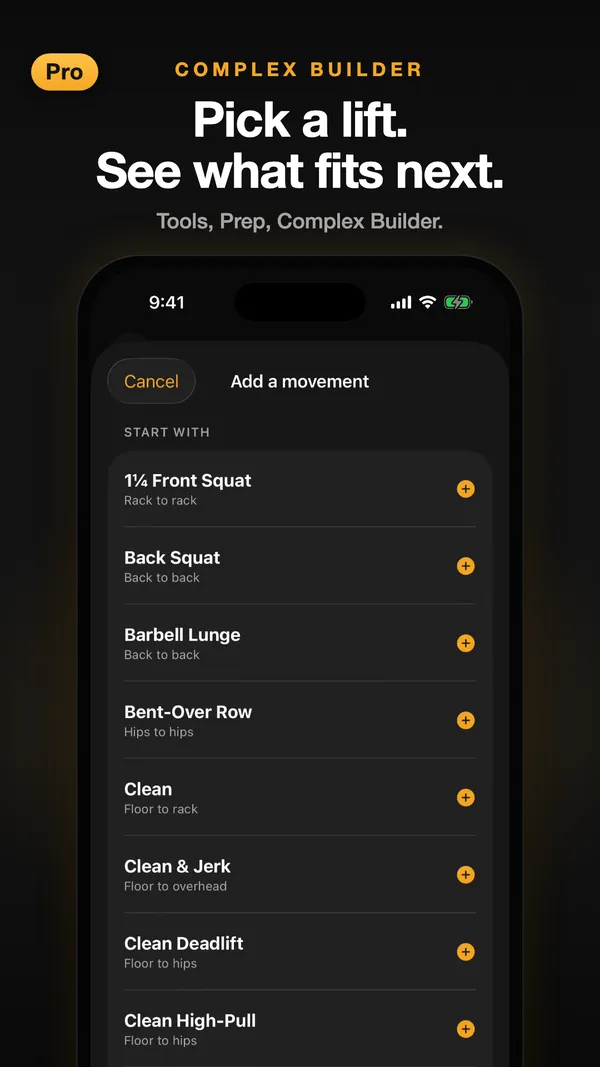 Pro
COMPLEX BUILDER
Pick a lift.
See what fits next.
Tools, Prep, Complex Builder.
9:41
Cancel
Add a movement
START WITH
1¼ Front Squat
Rack to rack
Back Squat
Back to back
Barbell Lunge
Back to back
Bent-Over Row
Hips to hips
Clean
Floor to rack
Clean & Jerk
Floor to overhead
Clean Deadlift
Floor to hips
Clean High-Pull
Floor to hips